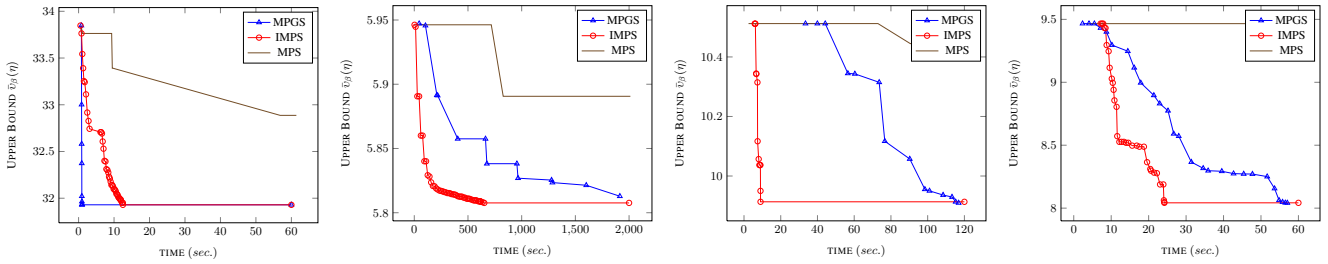 UPPER BOUND v̄β(η)
34
33.5
33
32.5
32
0
10
20
30
40
50
60
TIME (sec.)
MPGS
IMPS
MPS
UPPER BOUND v̄β(η)
5.95
5.9
5.85
5.8
0
500
1,000
1,500
2,000
TIME (sec.)
MPGS
IMPS
MPS
UPPER BOUND v̄β(η)
10.4
10.2
10
0
20
40
60
80
100
120
TIME (sec.)
MPGS
IMPS
MPS
UPPER BOUND v̄β(η)
9.5
9
8.5
8
0
10
20
30
40
50
60
TIME (sec.)
MPGS
IMPS
MPS